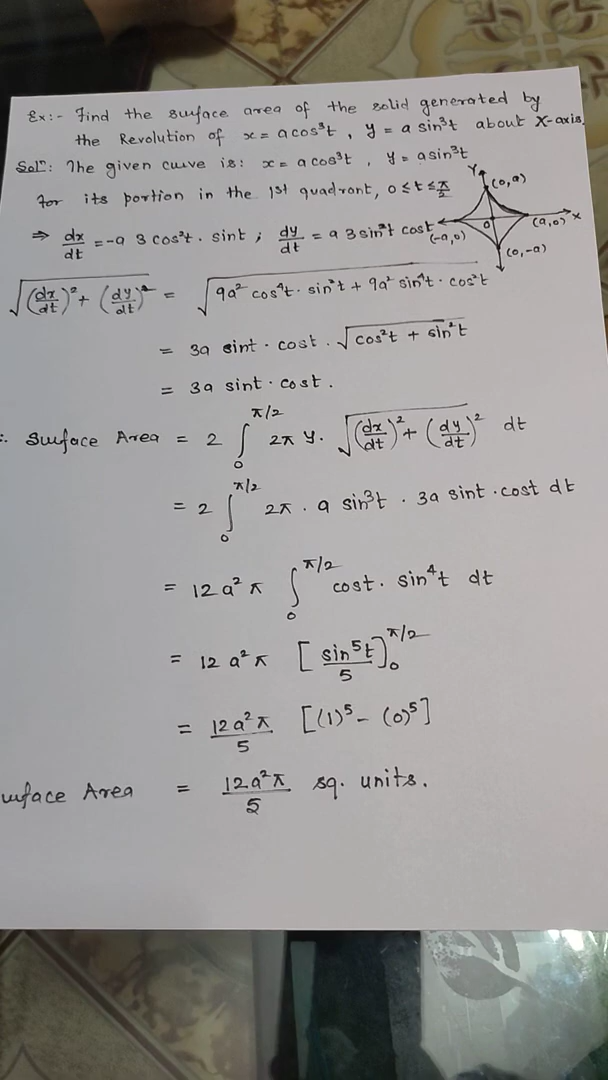 Ex:- Find the surface area of the solid generated by
the Revolution of x = a cos³t , y = a sin³t about X-axis.
Solⁿ: The given curve is: x = a cos³t , y = a sin³t
for its portion in the 1st quadrant, 0 ≤ t ≤ π/2
Y
(0,a)
0
(a,0) X
(-a,0)
(0,-a)
⇒ dx/dt = -a 3 cos²t. sint ; dy/dt = a 3 sin²t cost
√((dx/dt)² + (dy/dt)²) = √(9a² cos⁴t. sin²t + 9a² sin⁴t. cos²t)
= 3a sint. cost. √(cos²t + sin²t)
= 3a sint. cost.
∴ Surface Area = 2 ∫₀^(π/2) 2π y. √((dx/dt)² + (dy/dt)²) dt
= 2 ∫₀^(π/2) 2π . a sin³t . 3a sint .cost dt
= 12 a² π ∫₀^(π/2) cost. sin⁴t dt
= 12 a² π [sin⁵t/5]₀^(π/2)
= 12a²π/5 [(1)⁵ - (0)⁵]
urface Area = 12a²π/5 sq. units.